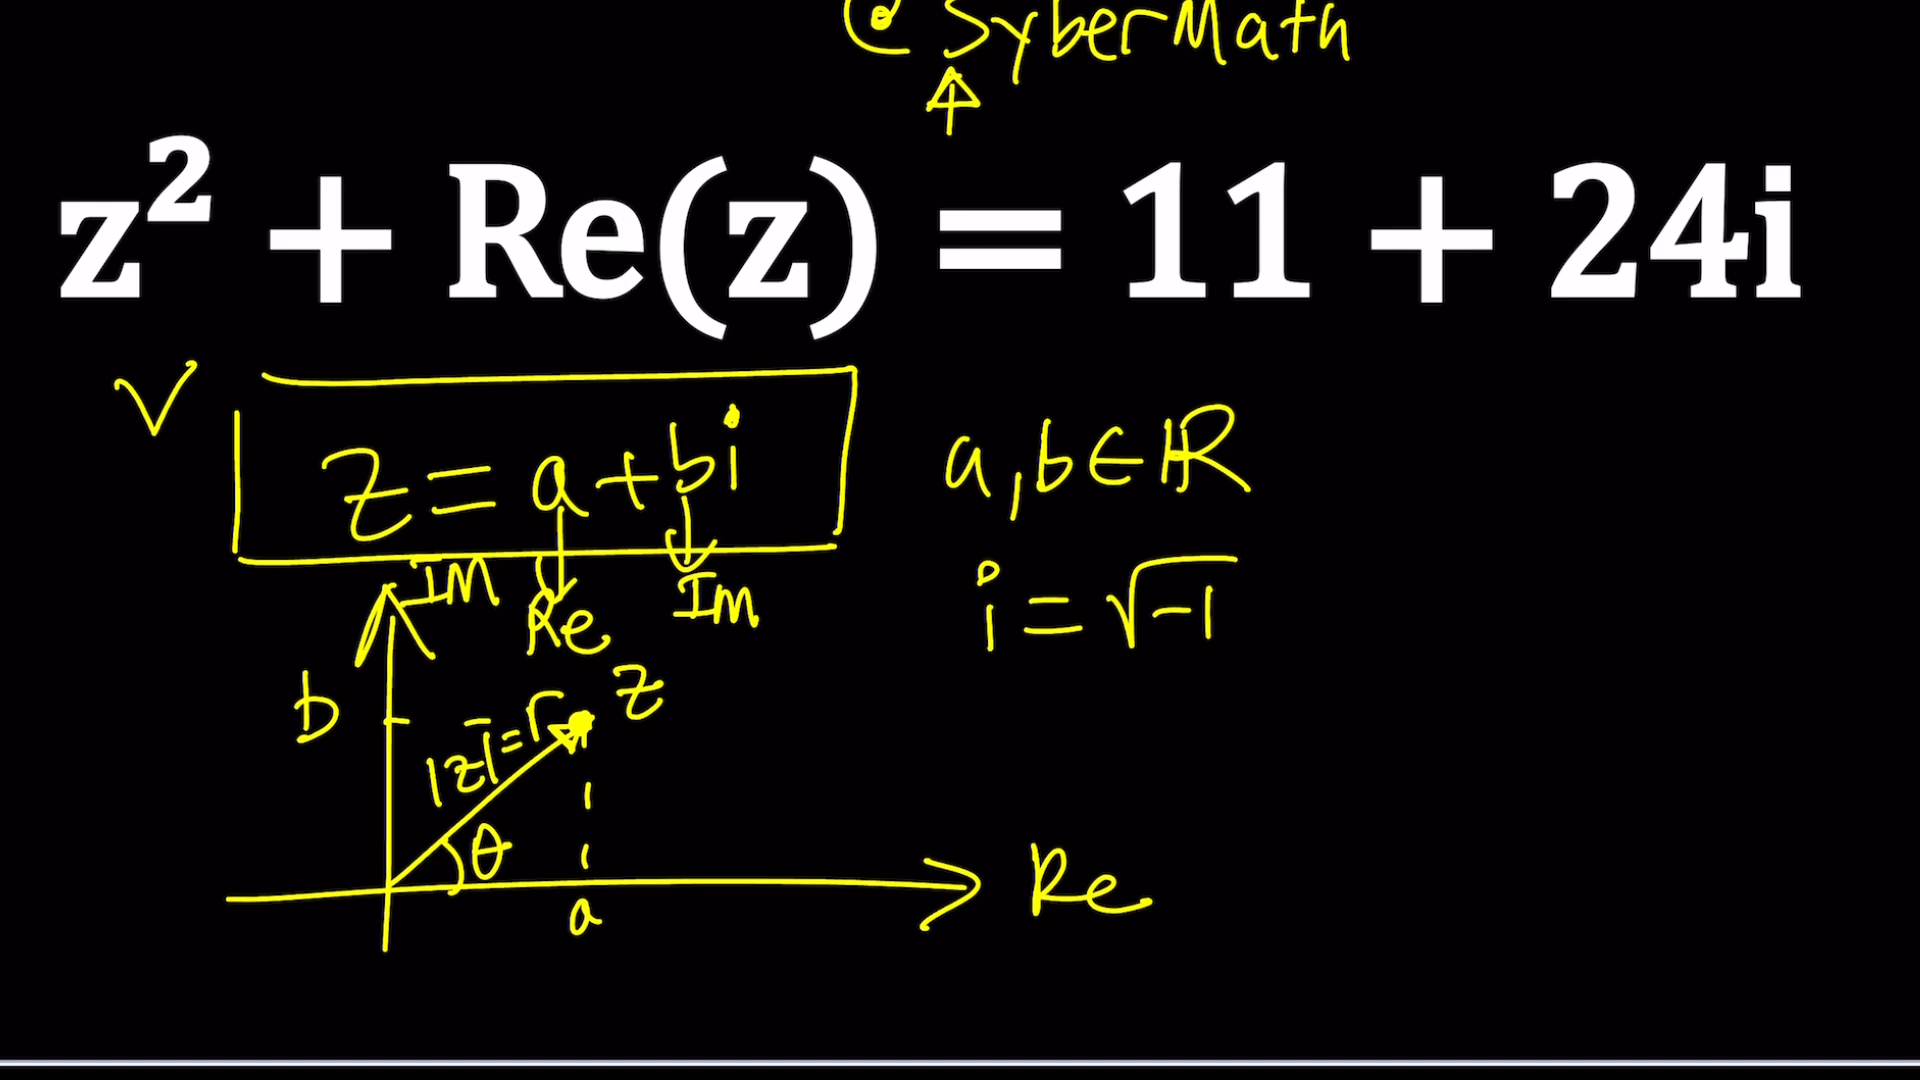 @SyberMath
z² + Re(z) = 11 + 24i
z = a + bi
a, b ∈ ℝ
Im
Re
Im
i = √-1
z
b
|z| = r
θ
a
Re